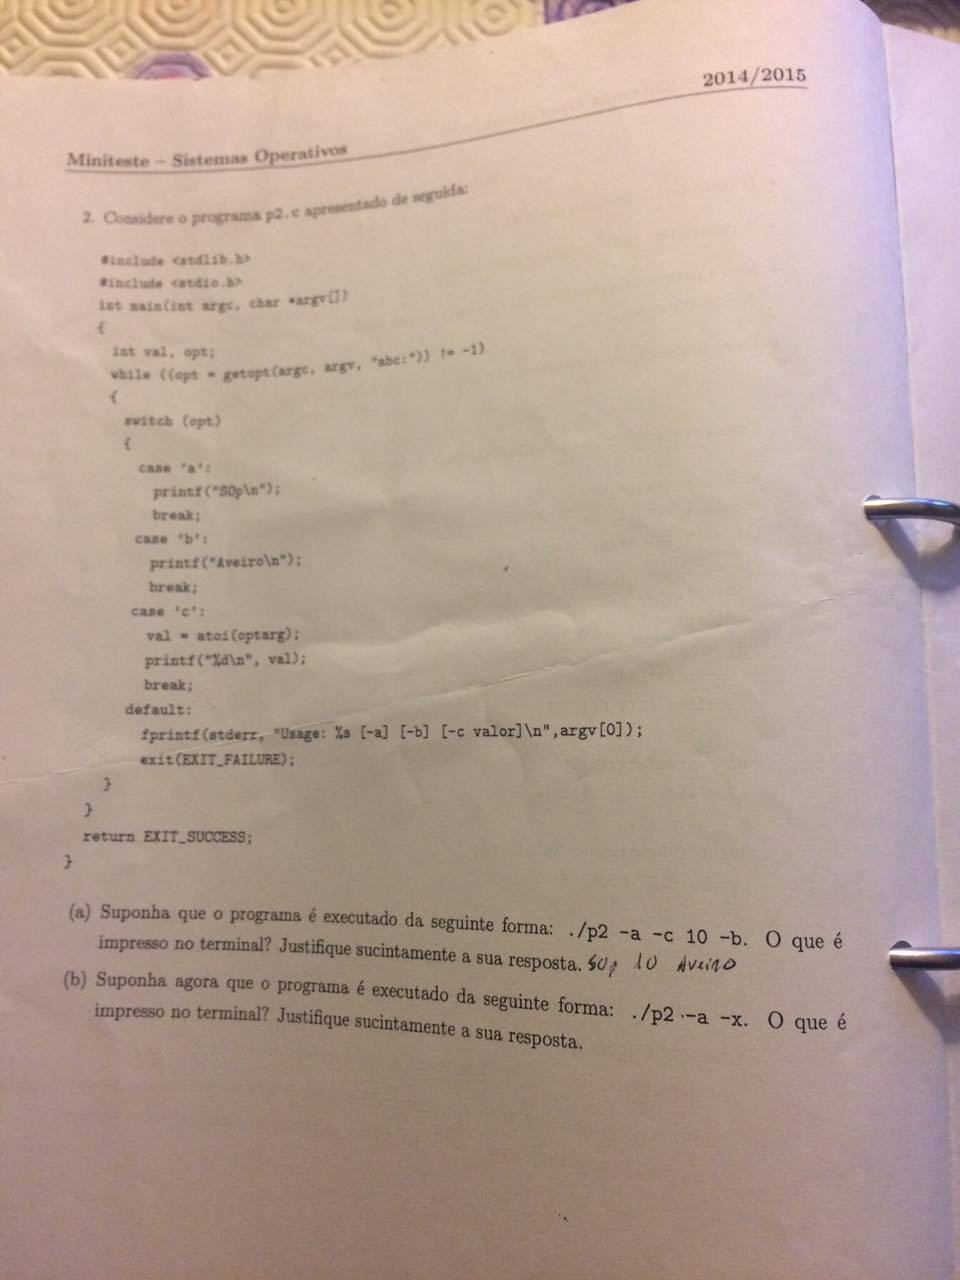 2014/2015
Miniteste – Sistemas Operativos
2. Considere o programa p2.c apresentado de seguida:
#include <stdlib.h>
#include <stdio.h>
int main(int argc, char *argv[])
{
int val, opt;
while ((opt = getopt(argc, argv, "abc:")) != -1)
{
switch (opt)
{
case 'a':
printf("SOp\n");
break;
case 'b':
printf("Aveiro\n");
break;
case 'c':
val = atoi(optarg);
printf("%d\n", val);
break;
default:
fprintf(stderr, "Usage: %s [-a] [-b] [-c valor]\n",argv[0]);
exit(EXIT_FAILURE);
}
}
return EXIT_SUCCESS;
}
(a) Suponha que o programa é executado da seguinte forma: ./p2 -a -c 10 -b. O que é
impresso no terminal? Justifique sucintamente a sua resposta. SOp 10 Aveiro
(b) Suponha agora que o programa é executado da seguinte forma: ./p2 -a -x. O que é
impresso no terminal? Justifique sucintamente a sua resposta.